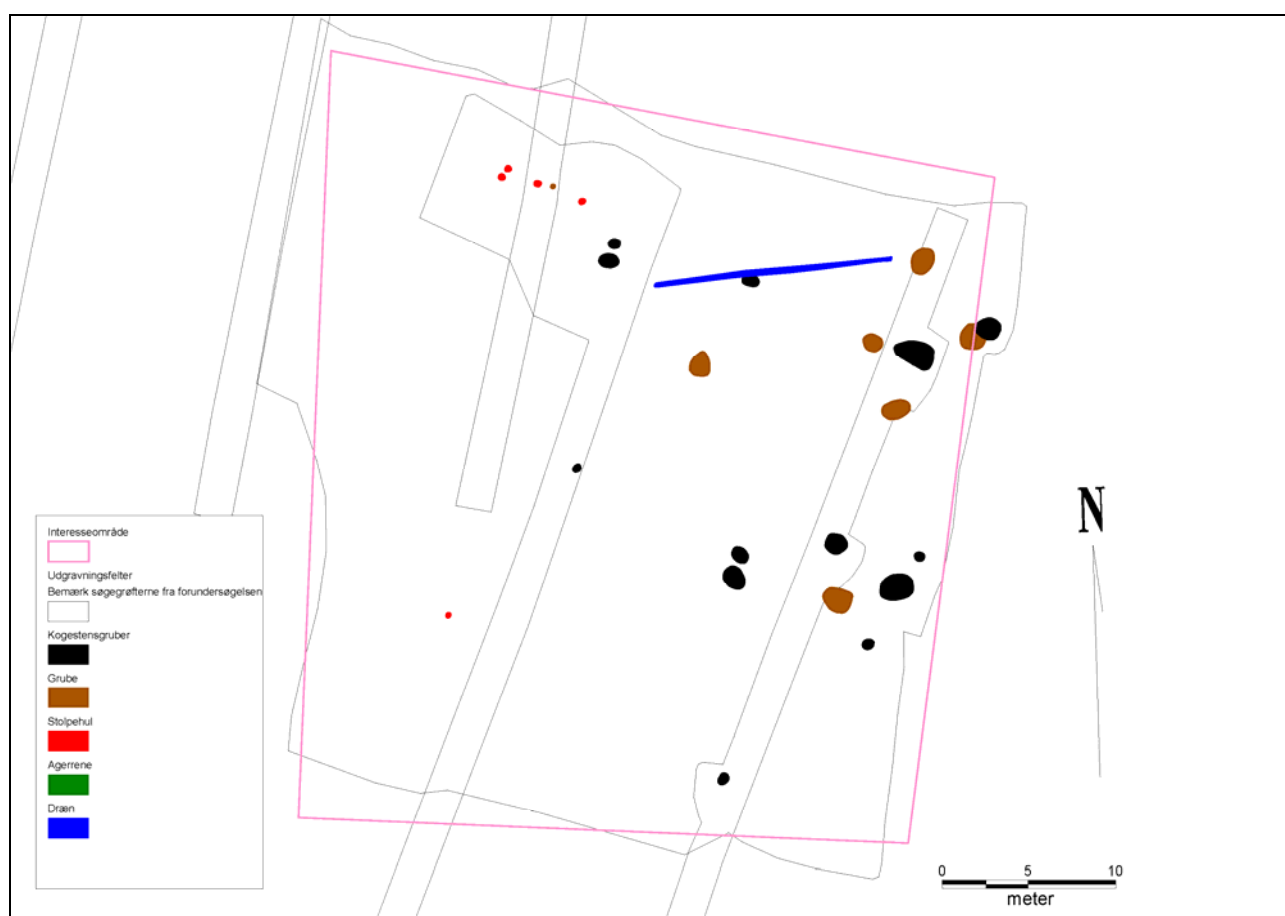 Interesseområde
Udgravningsfelter
Bemærk søgegrøfterne fra forundersøgelsen
Kogestensgruber
Grube
Stolpehul
Agerrene
Dræn
N
0 5 10
meter